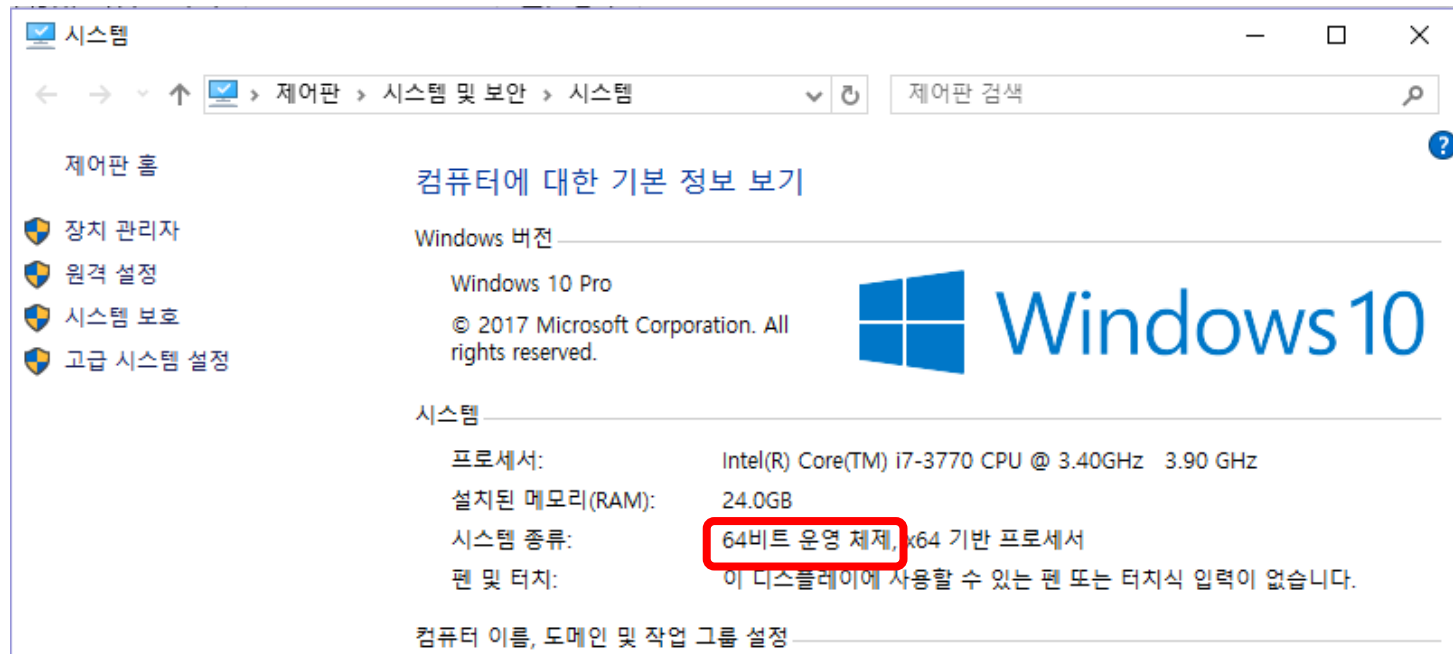 시스템
제어판 › 시스템 및 보안 › 시스템
제어판 검색
?
제어판 홈
장치 관리자
원격 설정
시스템 보호
고급 시스템 설정
컴퓨터에 대한 기본 정보 보기
Windows 버전
Windows 10 Pro
© 2017 Microsoft Corporation. All
rights reserved.
Windows 10
시스템
프로세서: Intel(R) Core(TM) i7-3770 CPU @ 3.40GHz 3.90 GHz
설치된 메모리(RAM): 24.0GB
시스템 종류: 64비트 운영 체제, x64 기반 프로세서
펜 및 터치: 이 디스플레이에 사용할 수 있는 펜 또는 터치식 입력이 없습니다.
컴퓨터 이름, 도메인 및 작업 그룹 설정